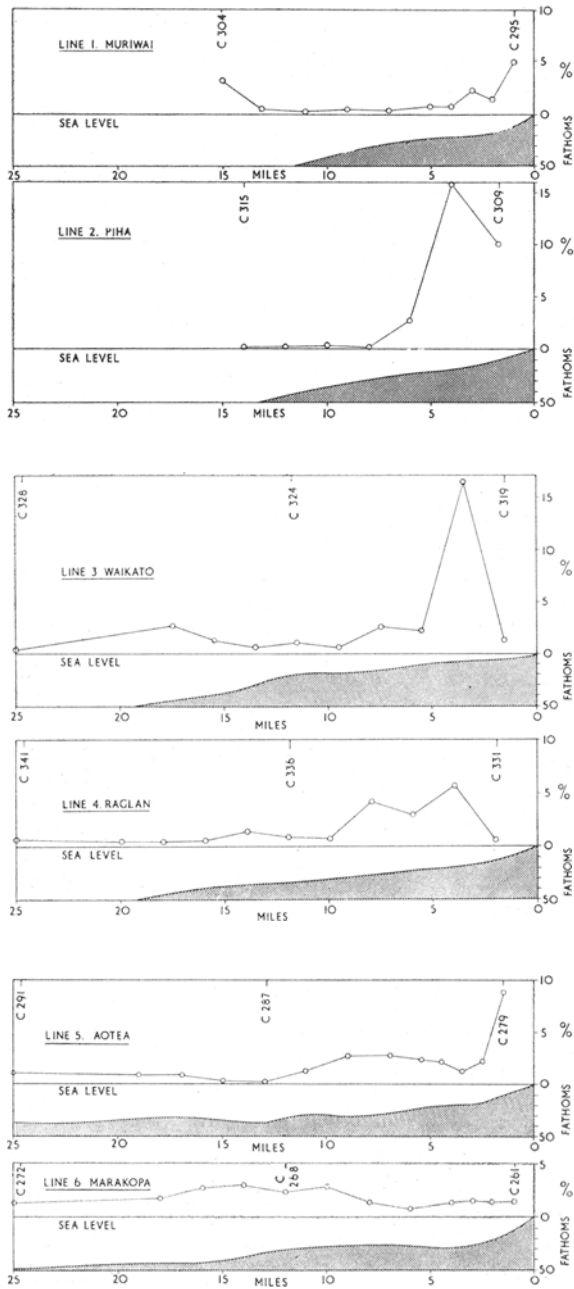 C 304
C 295
10
LINE 1. MURIWAI
5 %
0
SEA LEVEL
FATHOMS
50
25 20 15 MILES 10 5 0
C 315
C 309
15
LINE 2. PIHA
10 %
5
0
SEA LEVEL
FATHOMS
50
25 20 15 MILES 10 5 0
C 328
C 324
C 319
15
LINE 3 WAIKATO
10 %
5
0
SEA LEVEL
FATHOMS
50
25 20 15 MILES 10 5 0
C 341
C 336
C 331
10
LINE 4. RAGLAN
5 %
0
SEA LEVEL
FATHOMS
50
25 20 15 MILES 10 5 0
C 291
C 287
C 279
10
LINE 5. AOTEA
5 %
0
SEA LEVEL
FATHOMS
50
25 20 15 MILES 10 5 0
C 272
C 268
C 261
5
LINE 6. MARAKOPA
%
0
SEA LEVEL
FATHOMS
50
25 20 15 MILES 10 5 0